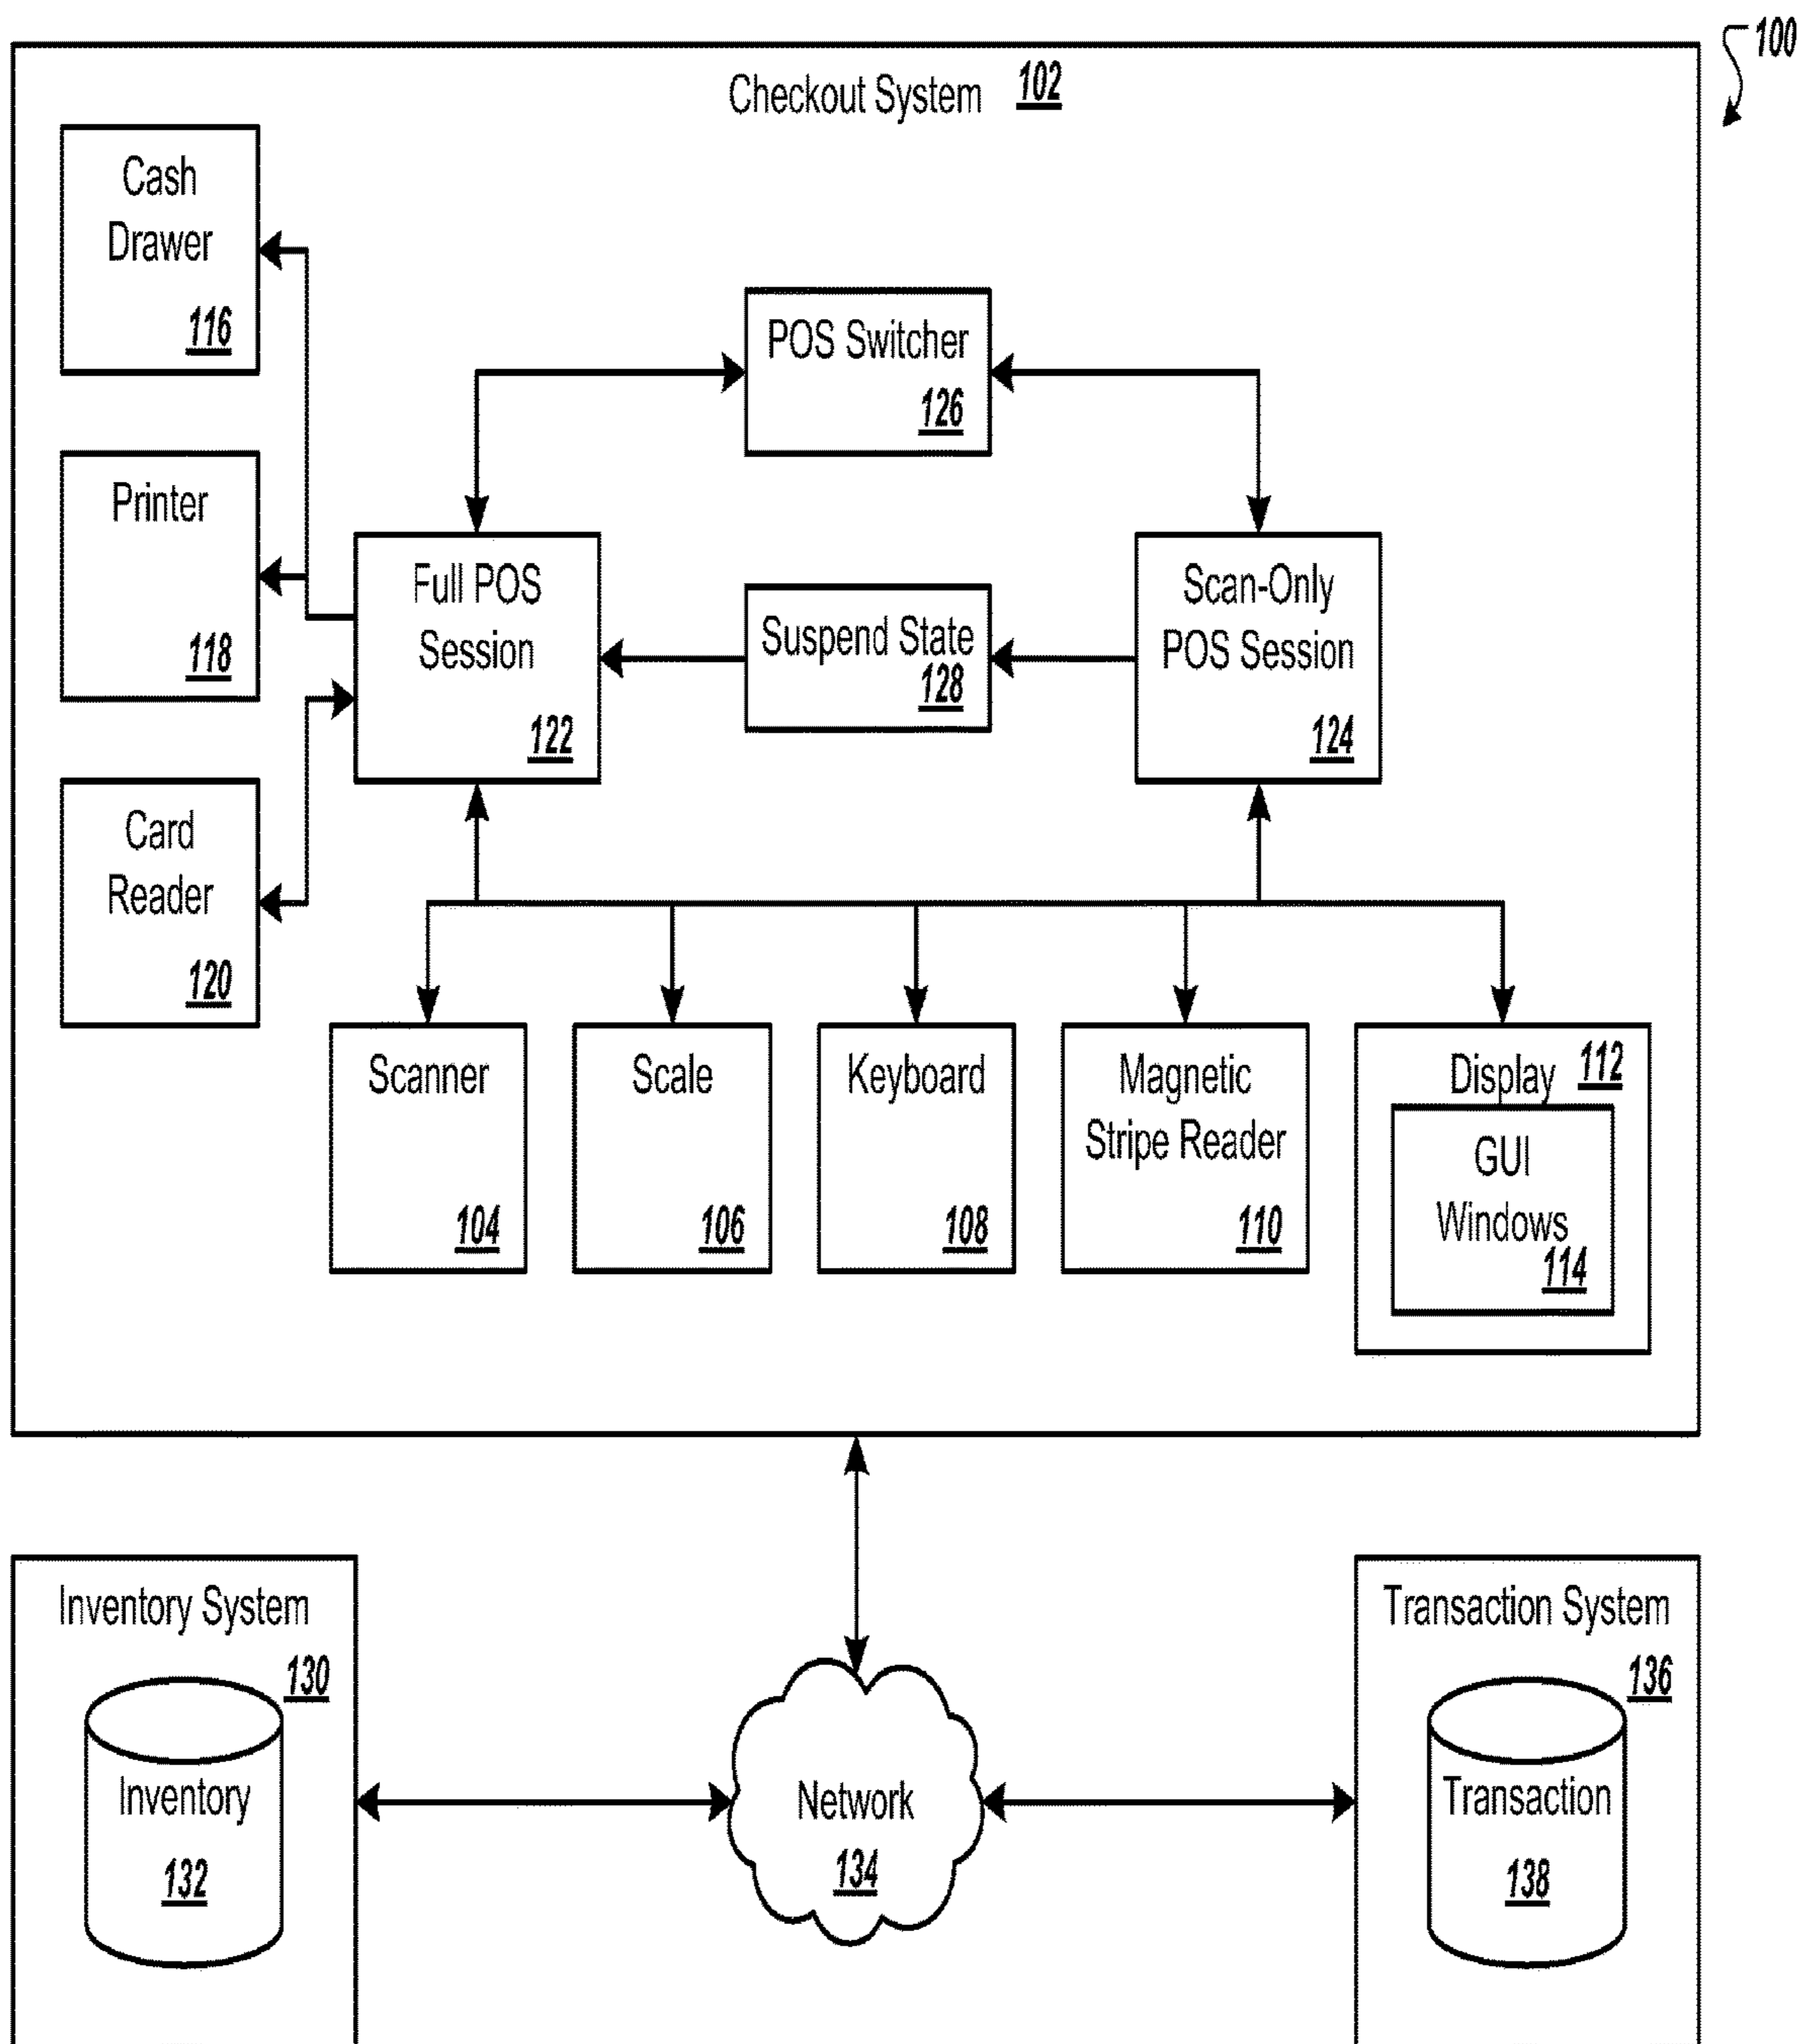 100
Checkout System 102
Cash
Drawer
116
POS Switcher
126
Printer
118
Full POS
Session
122
Suspend State
128
Scan-Only
POS Session
124
Card
Reader
120
Scanner
104
Scale
106
Keyboard
108
Magnetic
Stripe Reader
110
Display 112
GUI
Windows
114
Inventory System
130
Inventory
132
Network
134
Transaction System
136
Transaction
138